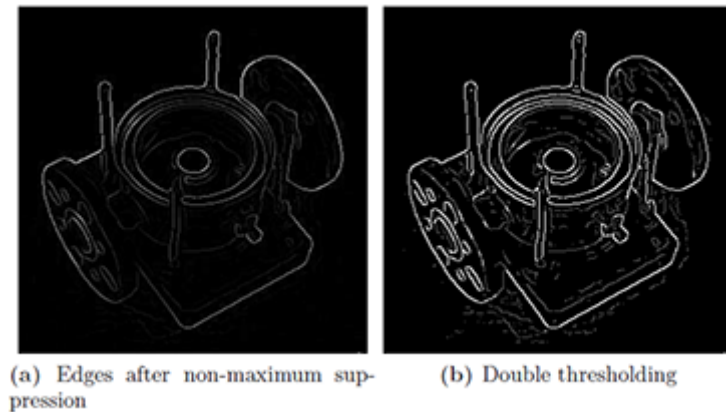 (a) Edges after non-maximum sup-
pression
(b) Double thresholding